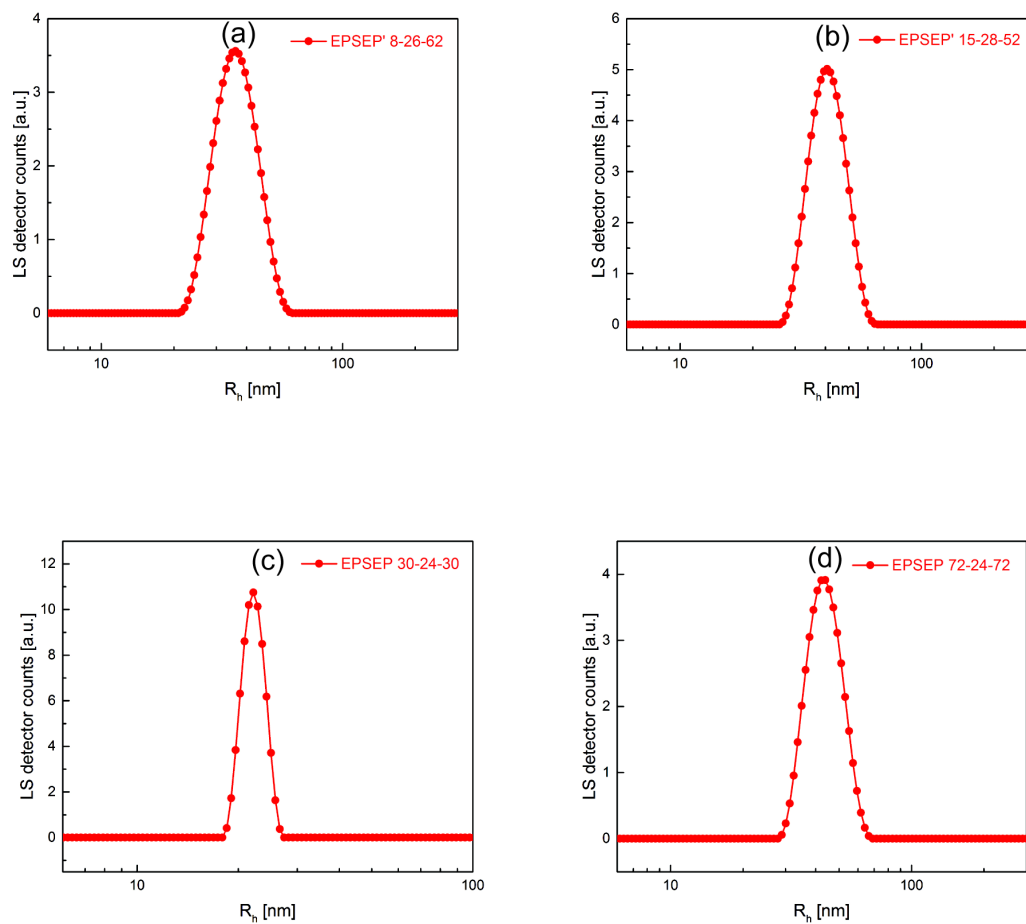 (a)
EPSEP' 8-26-62
4
3
2
1
0
LS detector counts [a.u.]
10
100
R_h [nm]
(b)
EPSEP' 15-28-52
6
5
4
3
2
1
0
LS detector counts [a.u.]
10
100
R_h [nm]
(c)
EPSEP 30-24-30
12
10
8
6
4
2
0
LS detector counts [a.u.]
10
100
R_h [nm]
(d)
EPSEP 72-24-72
4
3
2
1
0
LS detector counts [a.u.]
10
100
R_h [nm]